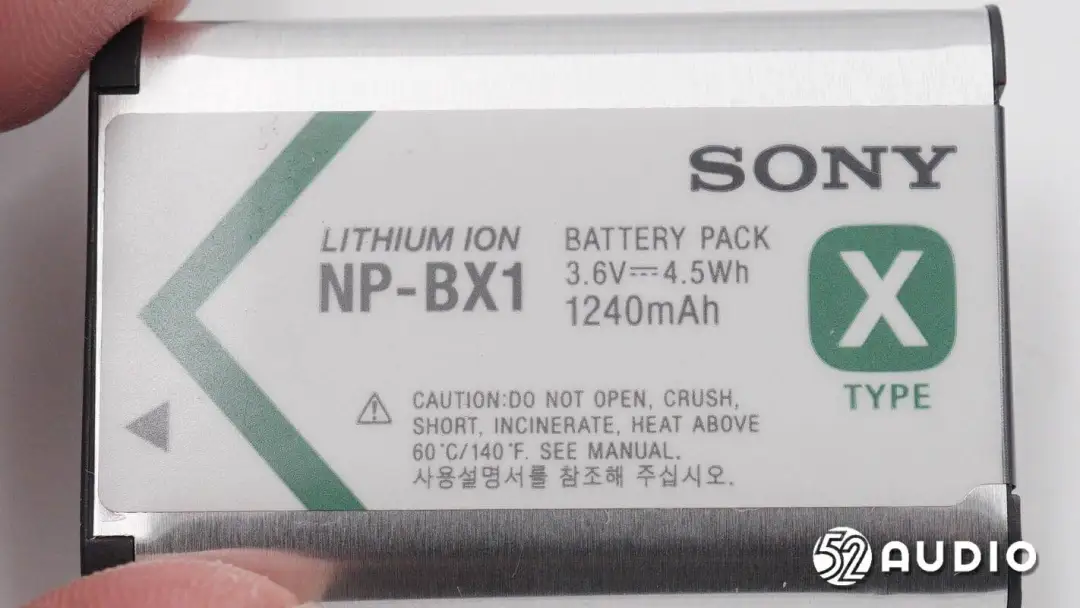 SONY
LITHIUM ION
NP-BX1
BATTERY PACK
3.6V⎓4.5Wh
1240mAh
X
TYPE
CAUTION:DO NOT OPEN, CRUSH,
SHORT, INCINERATE, HEAT ABOVE
60°C/140°F. SEE MANUAL.
사용설명서를 참조해 주십시오.
52 AUDIO